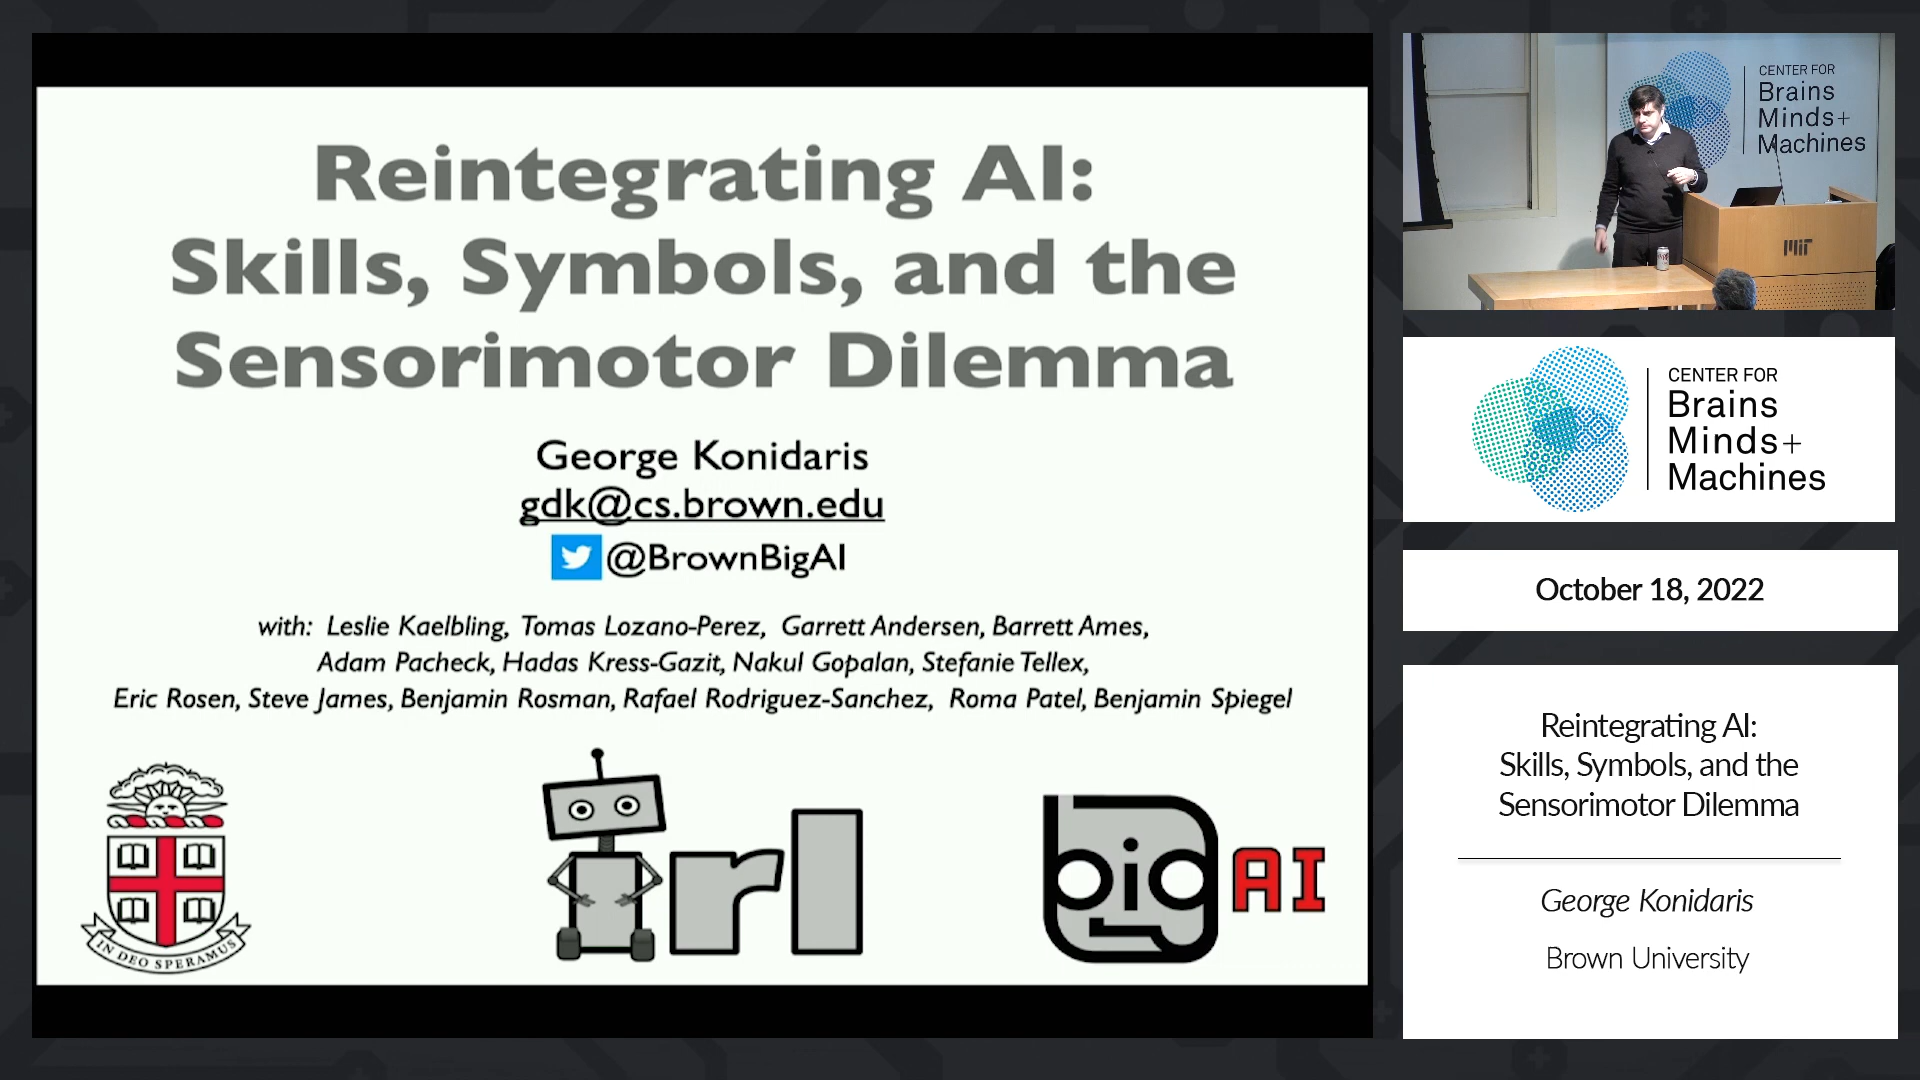 Reintegrating AI:
Skills, Symbols, and the
Sensorimotor Dilemma
George Konidaris
gdk@cs.brown.edu
@BrownBigAI
with: Leslie Kaelbling, Tomas Lozano-Perez, Garrett Andersen, Barrett Ames,
Adam Pacheck, Hadas Kress-Gazit, Nakul Gopalan, Stefanie Tellex,
Eric Rosen, Steve James, Benjamin Rosman, Rafael Rodriguez-Sanchez, Roma Patel, Benjamin Spiegel
IN DEO SPERAMUS
irl
big AI
CENTER FOR
Brains
Minds+
Machines
MIT
CENTER FOR
Brains
Minds+
Machines
October 18, 2022
Reintegrating AI:
Skills, Symbols, and the
Sensorimotor Dilemma
George Konidaris
Brown University